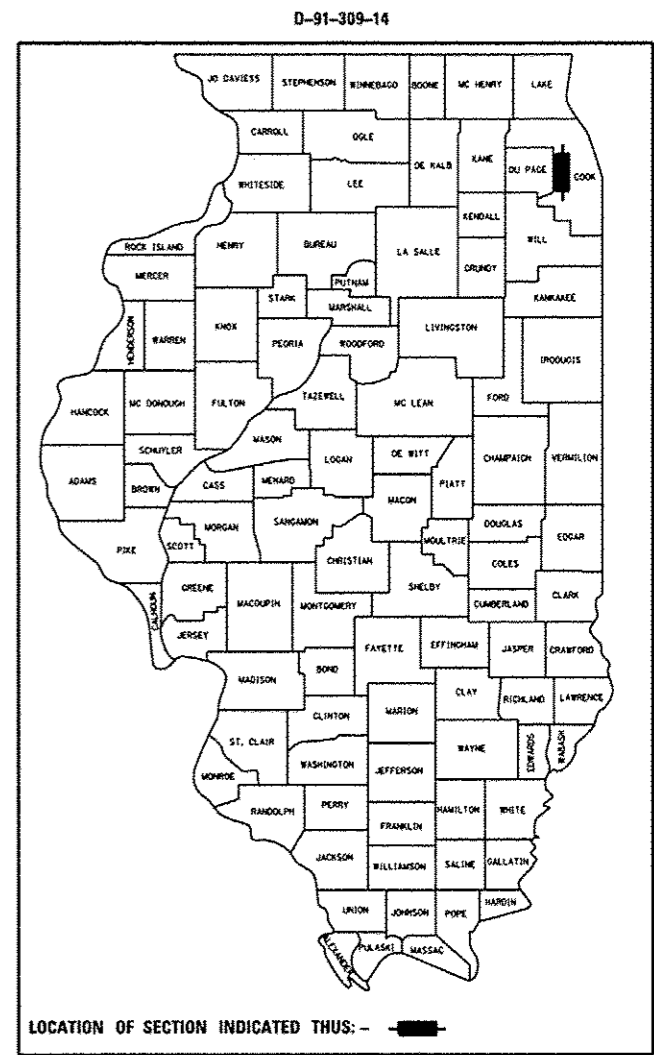 D-91-309-14
JO DAVIESS STEPHENSON WINNEBAGO BOONE MC HENRY LAKE
CARROLL OGLE
DE KALB KANE DU PAGE COOK
WHITESIDE LEE
KENDALL
ROCK ISLAND HENRY BUREAU LA SALLE GRUNDY WILL
MERCER PUTNAM
STARK MARSHALL KANKAKEE
HENDERSON WARREN KNOX PEORIA WOODFORD LIVINGSTON
IROQUOIS
HANCOCK MC DONOUGH FULTON TAZEWELL MC LEAN FORD
MASON
SCHUYLER LOGAN DE WITT CHAMPAIGN VERMILION
ADAMS BROWN CASS MENARD PIATT
MACON
PIKE SCOTT MORGAN SANGAMON MOULTRIE DOUGLAS EDGAR
CHRISTIAN COLES
CALHOUN GREENE MACOUPIN MONTGOMERY SHELBY CUMBERLAND CLARK
JERSEY
FAYETTE EFFINGHAM JASPER CRAWFORD
MADISON BOND
CLAY RICHLAND LAWRENCE
CLINTON MARION
ST. CLAIR WAYNE EDWARDS WABASH
MONROE WASHINGTON JEFFERSON
RANDOLPH PERRY HAMILTON WHITE
FRANKLIN
JACKSON WILLIAMSON SALINE GALLATIN
UNION JOHNSON POPE HARDIN
ALEXANDER PULASKI MASSAC
LOCATION OF SECTION INDICATED THUS: -